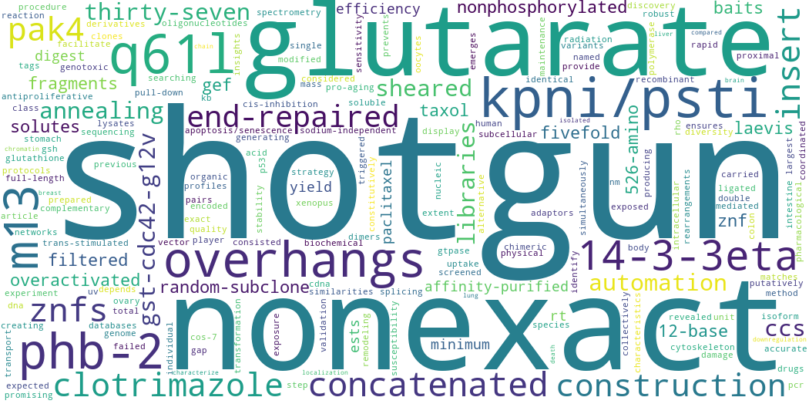 procedure
reaction
derivatives
oligonucleotides
spectrometry
efficiency
nonphosphorylated
discovery
robust
baits
thirty-seven
clones
facilitate
single
emerges
variants
compared
rapid
proximal
pak4
q61l
glutarate
insert
digest
genotoxic
tags
insights
modified
pull-down
kb
sensitivity
prevents
oocytes
considered
mass
pro-aging
soluble
maintenance
radiation
polymerase
named
provide
recombinant
liver
brain
chain
searching
fragments
gef
sheared
kpni/psti
antiproliferative
cis-inhibition
identical
annealing
end-repaired
taxol
display
human
subcellular
ensures
diversity
isolated
class
lysates
apoptosis/senescence
sodium-independent
solutes
sequencing
generating
fivefold
rho
laevis
coordinated
chromatin
previous
stomach
glutathione
gsh
shotgun
m13
protocols
full-length
acid
p53
strategy
organic
profiles
yield
xenopus
triggered
constitutively
paclitaxel
libraries
nucleic
extent
alternative
nm
producing
simultaneously
526-amino
carried
ligated
double
mediated
znf
intestine
largest
pharmacological
breast
prepared
article
complementary
pairs
encoded
exact
quality
stability
dimers
adaptors
exposed
intracellular
rearrangements
colon
networks
vector
player
consisted
biochemical
chimeric
physical
gtpase
identify
body
matches
putatively
method
trans-stimulated
filtered
overhangs
14-3-3eta
overactivated
gst-cdc42-g12v
random-subclone
cdna
similarities
splicing
affinity-purified
uptake
screened
automation
experiment
uv
depends
dna
ovary
total
databases
genome
failed
znfs
creating
transport
phb-2
nonexact
cos-7
gap
individual
transformation
exposure
validation
ests
remodeling
susceptibility
minimum
rt
species
collectively
characteristics
revealed
unit
isoform
12-base
ccs
cytoskeleton
damage
accurate
drugs
pcr
death
lung
downregulation
expected
promising
clotrimazole
step
characterize
localization
concatenated
construction